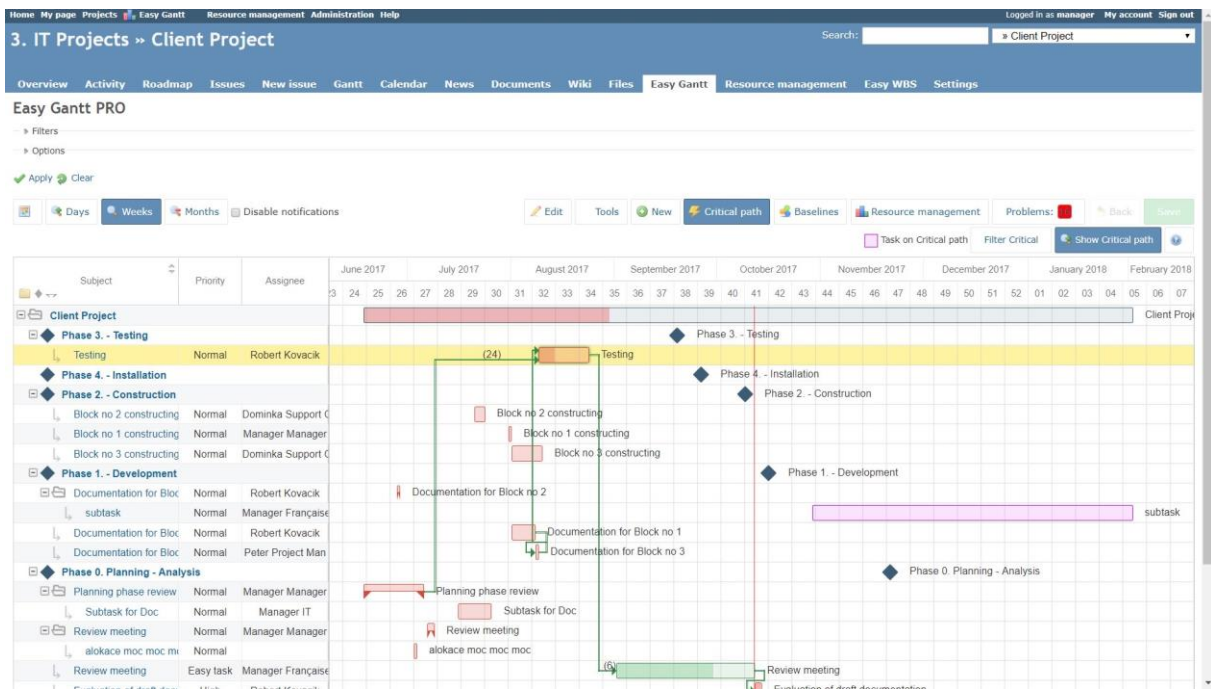 Home My page Projects Easy Gantt Resource management Administration Help Logged in as manager My account Sign out
3. IT Projects » Client Project Search: » Client Project
Overview Activity Roadmap Issues New issue Gantt Calendar News Documents Wiki Files Easy Gantt Resource management Easy WBS Settings
Easy Gantt PRO
Filters
Options
Apply Clear
Days Weeks Months Disable notifications Edit Tools New Critical path Baselines Resource management Problems: Back Save
Task on Critical path Filter Critical Show Critical path
Subject Priority Assignee June 2017 July 2017 August 2017 September 2017 October 2017 November 2017 December 2017 January 2018 February 2018
24 25 26 27 28 29 30 31 32 33 34 35 36 37 38 39 40 41 42 43 44 45 46 47 48 49 50 51 52 01 02 03 04 05 06 07
Client Project Client Proje
Phase 3. - Testing Phase 3. - Testing
Testing Normal Robert Kovacik (24) Testing
Phase 4. - Installation Phase 4. - Installation
Phase 2. - Construction Phase 2. - Construction
Block no 2 constructing Normal Dominka Support Block no 2 constructing
Block no 1 constructing Normal Manager Manager Block no 1 constructing
Block no 3 constructing Normal Dominka Support Block no 3 constructing
Phase 1. - Development Phase 1. - Development
Documentation for Bloc Normal Robert Kovacik Documentation for Block no 2
subtask Normal Manager Française subtask
Documentation for Bloc Normal Robert Kovacik Documentation for Block no 1
Documentation for Bloc Normal Peter Project Man Documentation for Block no 3
Phase 0. Planning - Analysis Phase 0. Planning - Analysis
Planning phase review Normal Manager Manager Planning phase review
Subtask for Doc Normal Manager IT Subtask for Doc
Review meeting Normal Manager Manager Review meeting
alokace moc moc m Normal alokace moc moc moc
Review meeting Easy task Manager Française (6) Review meeting
Evaluation of draft documentation